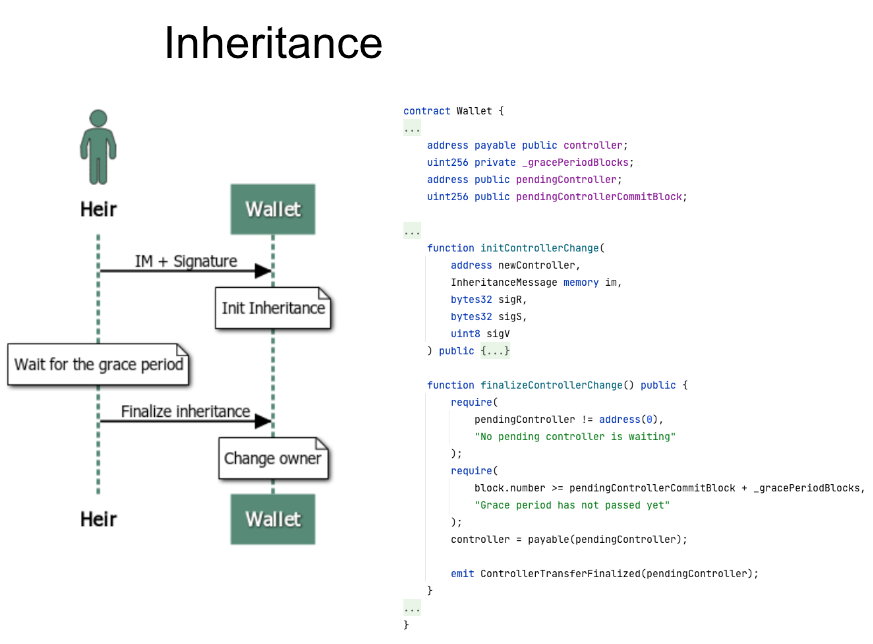 Inheritance
Heir
Wallet
IM + Signature
Init Inheritance
Wait for the grace period
Finalize inheritance
Change owner
Heir
Wallet
contract Wallet {
...
address payable public controller;
uint256 private _gracePeriodBlocks;
address public pendingController;
uint256 public pendingControllerCommitBlock;
...
function initControllerChange(
address newController,
InheritanceMessage memory im,
bytes32 sigR,
bytes32 sigS,
uint8 sigV
) public {...}
function finalizeControllerChange() public {
require(
pendingController != address(0),
"No pending controller is waiting"
);
require(
block.number >= pendingControllerCommitBlock + _gracePeriodBlocks,
"Grace period has not passed yet"
);
controller = payable(pendingController);
emit ControllerTransferFinalized(pendingController);
}
...
}